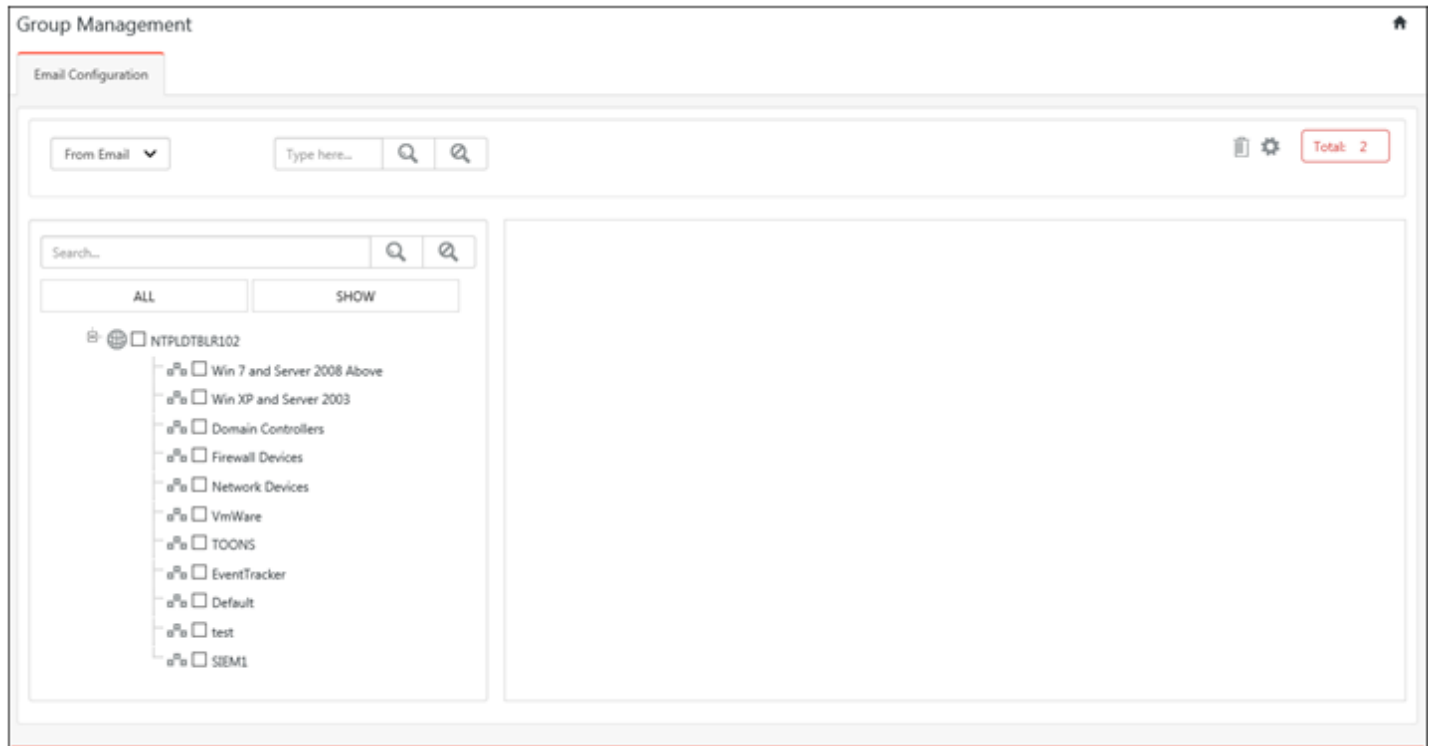 Group Management
Email Configuration
From Email
Type here...
Total: 2
Search...
ALL
SHOW
NTPLDTBLR102
Win 7 and Server 2008 Above
Win XP and Server 2003
Domain Controllers
Firewall Devices
Network Devices
VmWare
TOONS
EventTracker
Default
test
SIEM1